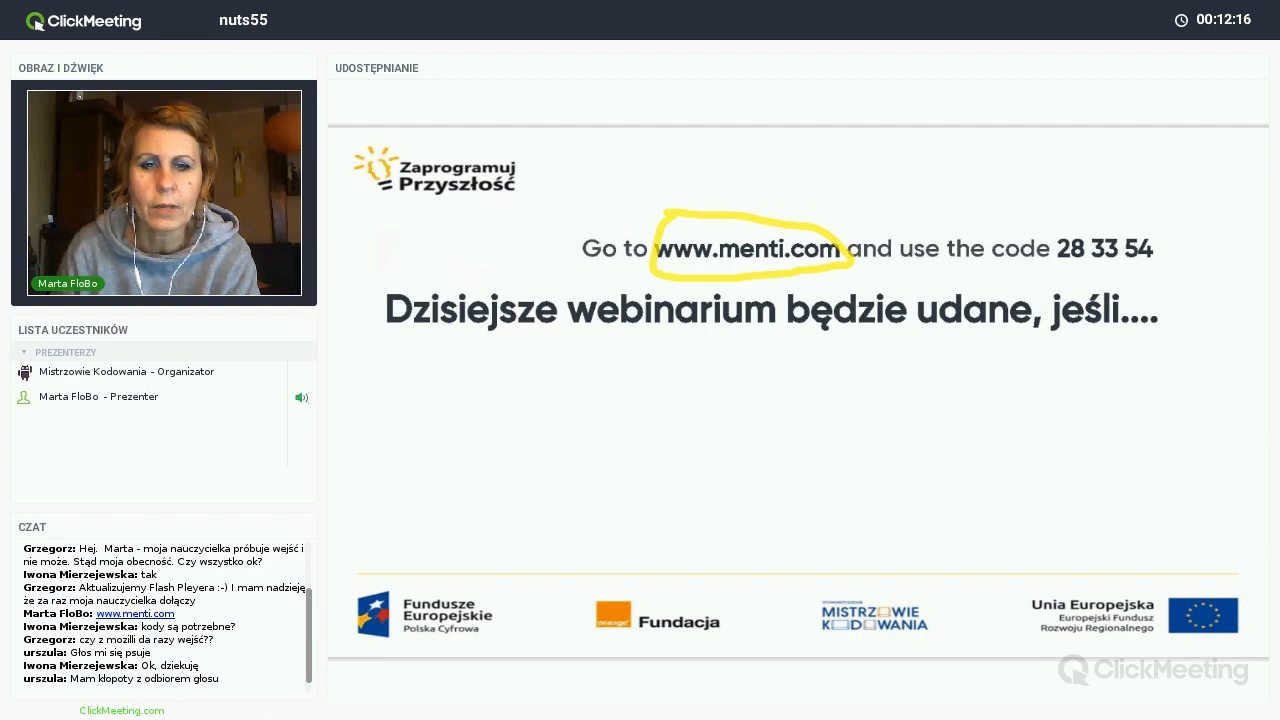 ClickMeeting
nuts55
00:12:16
OBRAZ I DŹWIĘK
Marta FloBo
LISTA UCZESTNIKÓW
PREZENTERZY
Mistrzowie Kodowania - Organizator
Marta FloBo - Prezenter
CZAT
Grzegorz: Hej. Marta - moja nauczycielka próbuje wejść i
nie może. Stąd moja obecność. Czy wszystko ok?
Iwona Mierzejewska: tak
Grzegorz: Aktualizujemy Flash Pleyera :-) I mam nadzieję,
że za raz moja nauczycielka dołączy
Marta FloBo: www.menti.com
Iwona Mierzejewska: kody są potrzebne?
Grzegorz: czy z mozilli da razy wejść??
urszula: Głos mi się psuje
Iwona Mierzejewska: Ok, dziekuję
urszula: Mam kłopoty z odbiorem głosu
ClickMeeting.com
UDOSTĘPNIANIE
Zaprogramuj
Przyszłość
Go to www.menti.com and use the code 28 33 54
Dzisiejsze webinarium będzie udane, jeśli....
Fundusze
Europejskie
Polska Cyfrowa
orange
Fundacja
STOWARZYSZENIE
MISTRZOWIE
KODOWANIA
Unia Europejska
Europejski Fundusz
Rozwoju Regionalnego
ClickMeeting